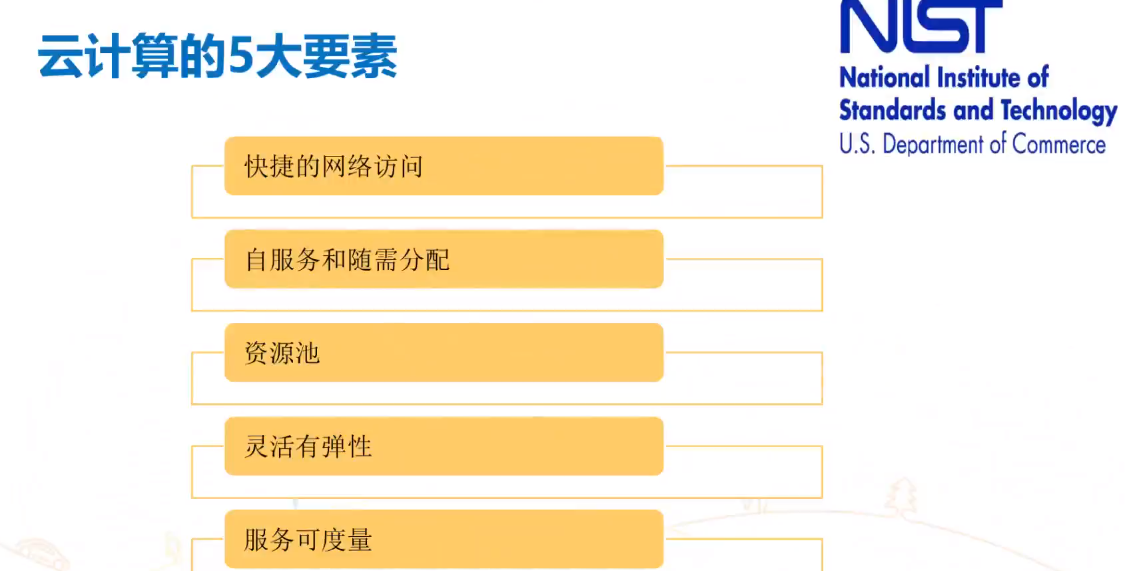 云计算的5大要素
NIST
National Institute of
Standards and Technology
U.S. Department of Commerce
快捷的网络访问
自服务和随需分配
资源池
灵活有弹性
服务可度量